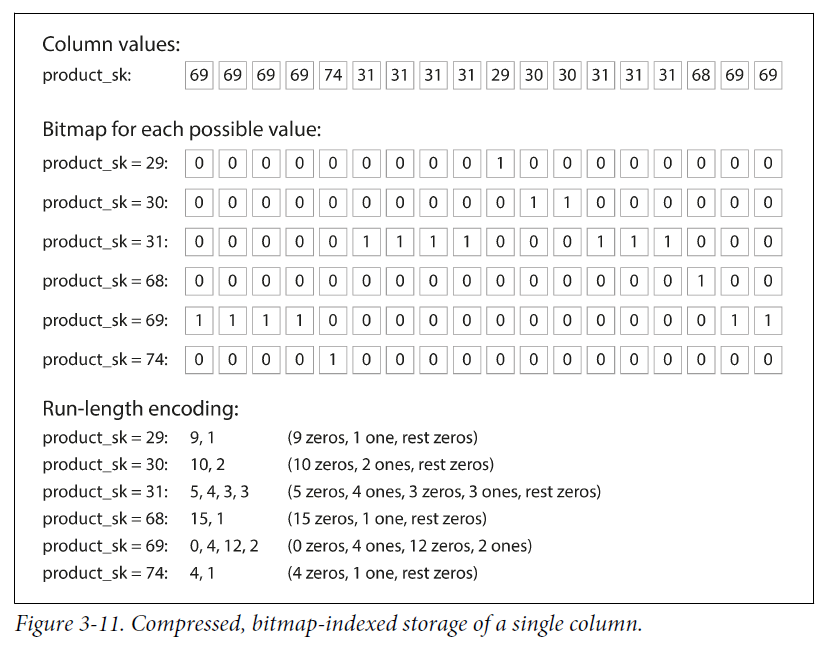 Column values:
product_sk: 69 69 69 69 74 31 31 31 31 29 30 30 31 31 31 68 69 69
Bitmap for each possible value:
product_sk = 29: 0 0 0 0 0 0 0 0 0 1 0 0 0 0 0 0 0 0
product_sk = 30: 0 0 0 0 0 0 0 0 0 0 1 1 0 0 0 0 0 0
product_sk = 31: 0 0 0 0 0 1 1 1 1 0 0 0 1 1 1 0 0 0
product_sk = 68: 0 0 0 0 0 0 0 0 0 0 0 0 0 0 0 1 0 0
product_sk = 69: 1 1 1 1 0 0 0 0 0 0 0 0 0 0 0 0 1 1
product_sk = 74: 0 0 0 0 1 0 0 0 0 0 0 0 0 0 0 0 0 0
Run-length encoding:
product_sk = 29: 9, 1 (9 zeros, 1 one, rest zeros)
product_sk = 30: 10, 2 (10 zeros, 2 ones, rest zeros)
product_sk = 31: 5, 4, 3, 3 (5 zeros, 4 ones, 3 zeros, 3 ones, rest zeros)
product_sk = 68: 15, 1 (15 zeros, 1 one, rest zeros)
product_sk = 69: 0, 4, 12, 2 (0 zeros, 4 ones, 12 zeros, 2 ones)
product_sk = 74: 4, 1 (4 zeros, 1 one, rest zeros)
Figure 3-11. Compressed, bitmap-indexed storage of a single column.